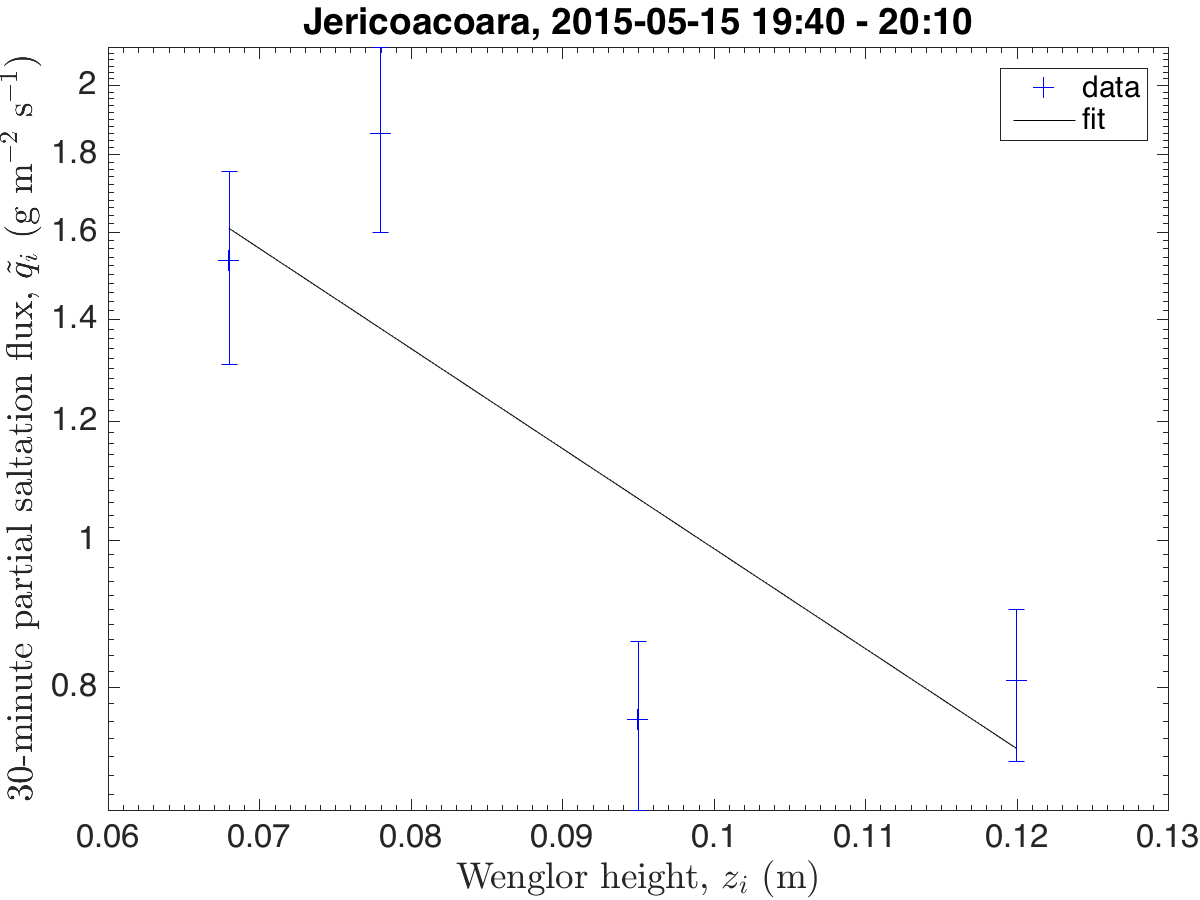 Jericoacoara, 2015-05-15 19:40 - 20:10
30-minute partial saltation flux, q̃ᵢ (g m⁻² s⁻¹)
2
1.8
1.6
1.4
1.2
1
0.8
data
fit
0.06 0.07 0.08 0.09 0.1 0.11 0.12 0.13
Wenglor height, zᵢ (m)